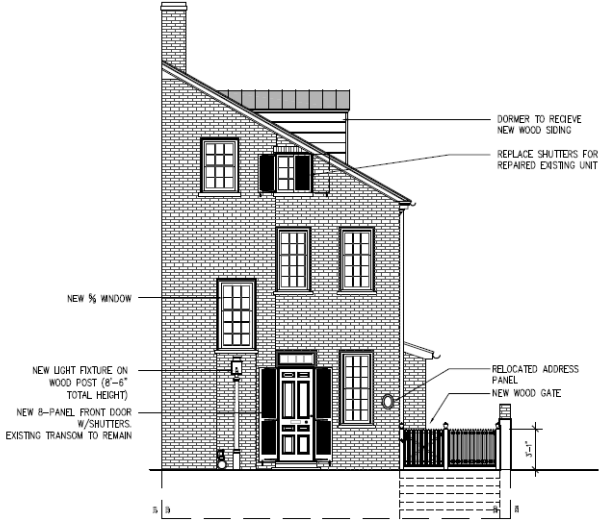 DORMER TO RECIEVE
NEW WOOD SIDING
REPLACE SHUTTERS FOR
REPAIRED EXISTING UNIT
NEW 6/6 WINDOW
NEW LIGHT FIXTURE ON
WOOD POST (8'-6"
TOTAL HEIGHT)
NEW 8-PANEL FRONT DOOR
W/SHUTTERS.
EXISTING TRANSOM TO REMAIN
RELOCATED ADDRESS
PANEL
NEW WOOD GATE
3'-1"